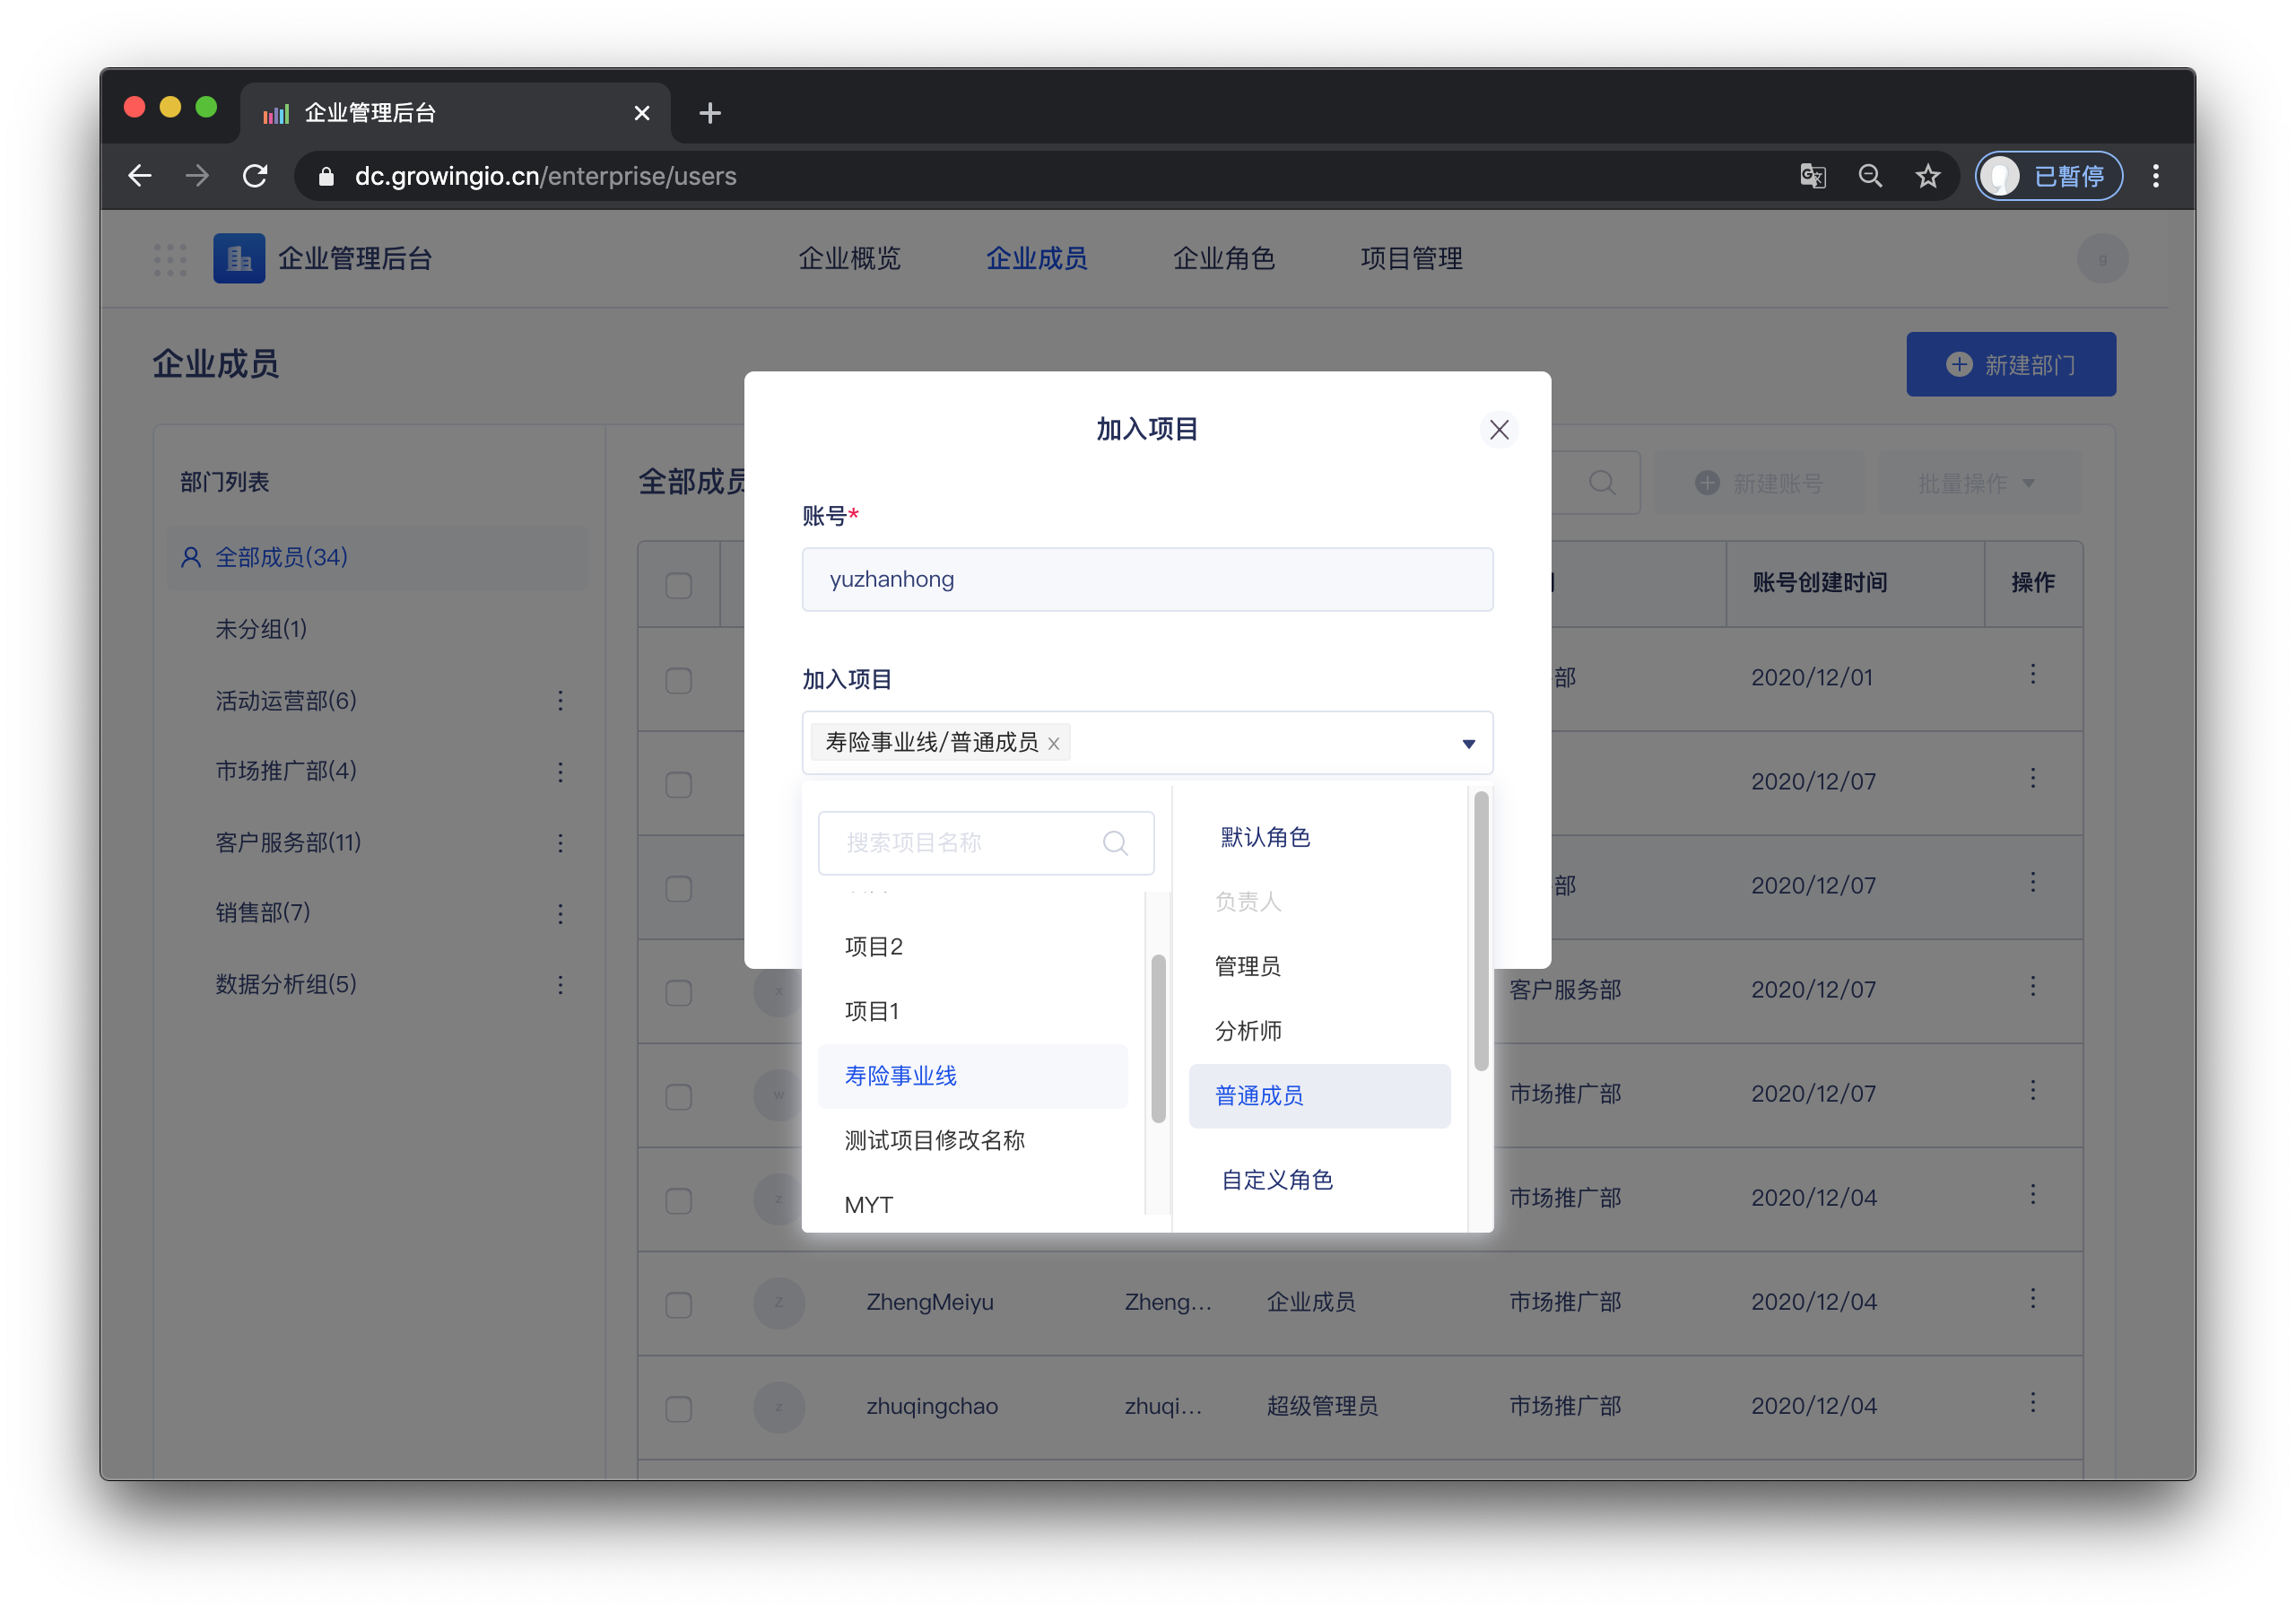 企业管理后台
dc.growingio.cn/enterprise/users
已暂停
企业管理后台
企业概览
企业成员
企业角色
项目管理
g
企业成员
新建部门
部门列表
全部成员(34)
未分组(1)
活动运营部(6)
市场推广部(4)
客户服务部(11)
销售部(7)
数据分析组(5)
全部成员
新建账号
批量操作
账号创建时间
操作
部
2020/12/01
2020/12/07
部
2020/12/07
x
客户服务部
2020/12/07
w
市场推广部
2020/12/07
z
市场推广部
2020/12/04
Z
ZhengMeiyu
Zheng...
企业成员
市场推广部
2020/12/04
z
zhuqingchao
zhuqi...
超级管理员
市场推广部
2020/12/04
加入项目
账号*
yuzhanhong
加入项目
寿险事业线/普通成员
搜索项目名称
项目2
项目1
寿险事业线
测试项目修改名称
MYT
默认角色
负责人
管理员
分析师
普通成员
自定义角色